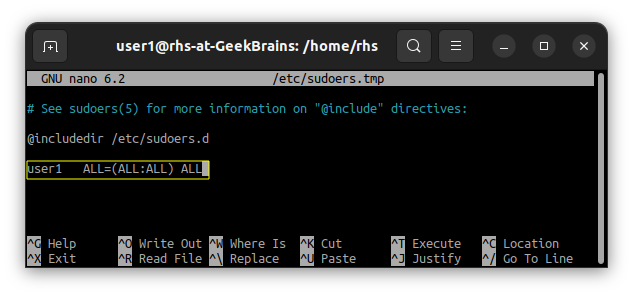 user1@rhs-at-GeekBrains: /home/rhs
GNU nano 6.2 /etc/sudoers.tmp
# See sudoers(5) for more information on "@include" directives:
@includedir /etc/sudoers.d
user1 ALL=(ALL:ALL) ALL
^G Help ^O Write Out ^W Where Is ^K Cut ^T Execute ^C Location
^X Exit ^R Read File ^\ Replace ^U Paste ^J Justify ^/ Go To Line